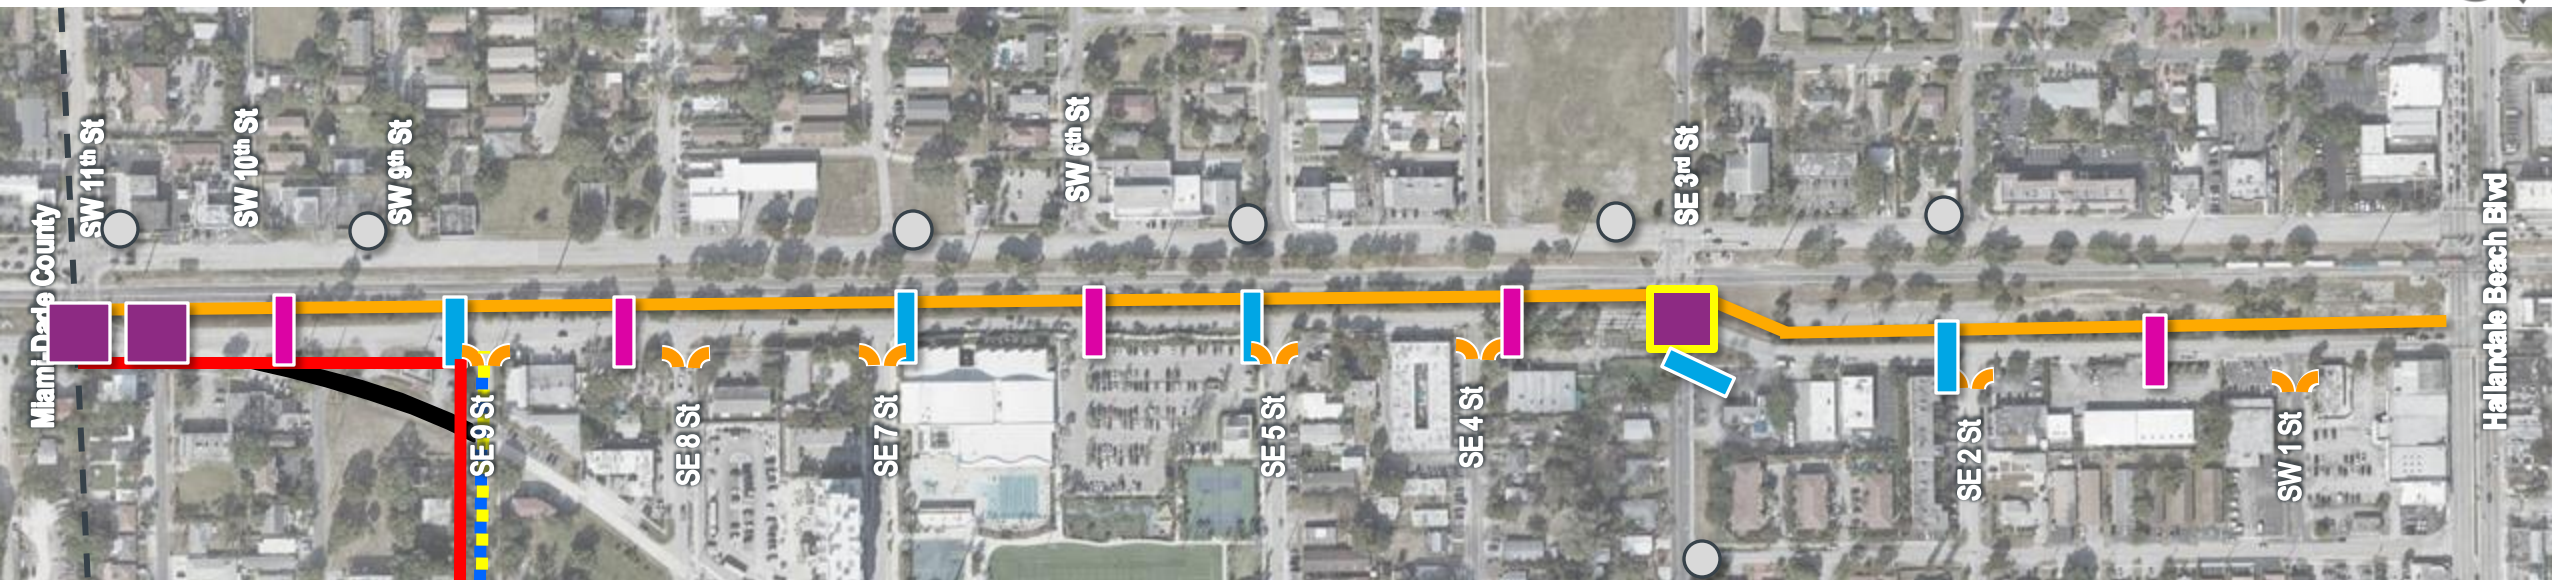 Miami-Dade County
SW 11th St
SW 10th St
SW 9th St
SE 9 St
SE 8 St
SE 7 St
SW 6th St
SE 5 St
SE 4 St
SE 3rd St
SE 2 St
SW 1 St
Hallandale Beach Blvd